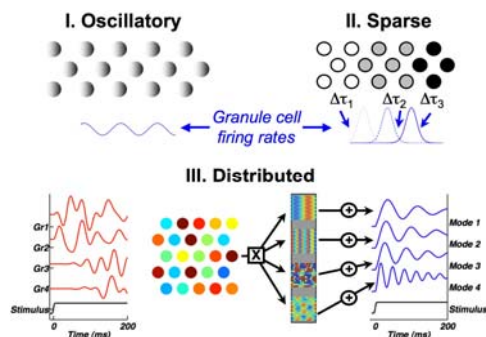 I. Oscillatory
II. Sparse
Δτ1
Δτ2
Δτ3
Granule cell
firing rates
III. Distributed
Gr1
Gr2
Gr3
Gr4
Stimulus
0
200
Time (ms)
X
+
+
+
+
Mode 1
Mode 2
Mode 3
Mode 4
Stimulus
0
200
Time (ms)